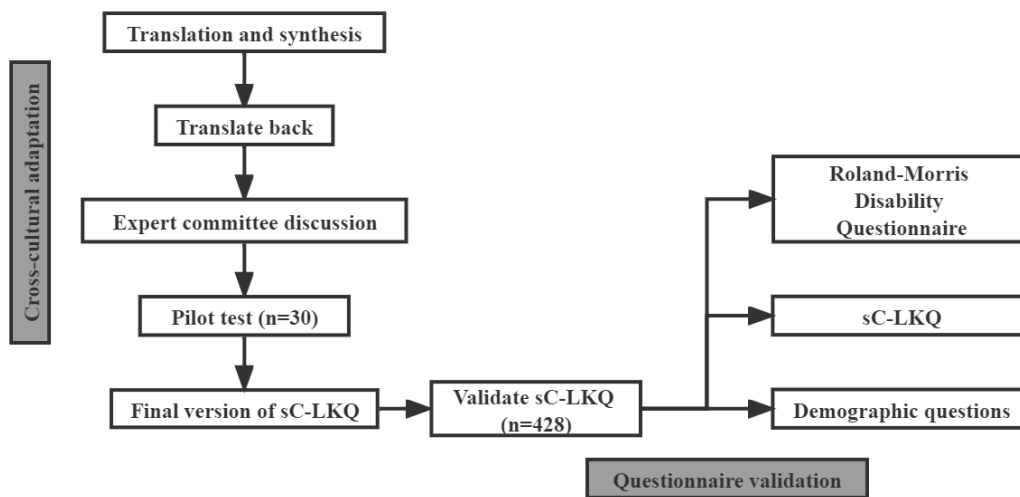 Cross-cultural adaptation
Translation and synthesis
Translate back
Expert committee discussion
Pilot test (n=30)
Final version of sC-LKQ
Validate sC-LKQ
(n=428)
Roland-Morris
Disability
Questionnaire
sC-LKQ
Demographic questions
Questionnaire validation